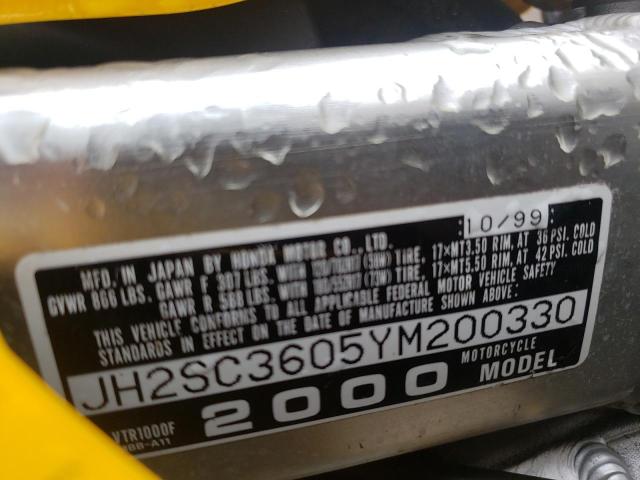 10/99
MFD. IN JAPAN BY HONDA MOTOR CO., LTD.
GVWR 866 LBS. GAWR F 307 LBS. WITH TIRE, 17×MT3.50 RIM, AT 36 PSI. COLD
GAWR R 560 LBS. WITH TIRE, 17×MT5.50 RIM, AT 42 PSI. COLD
THIS VEHICLE CONFORMS TO ALL APPLICABLE FEDERAL MOTOR VEHICLE SAFETY
STANDARDS IN EFFECT ON THE DATE OF MANUFACTURE SHOWN ABOVE:
JH2SC3605YM200330
MOTORCYCLE
2000 MODEL
VTR1000F